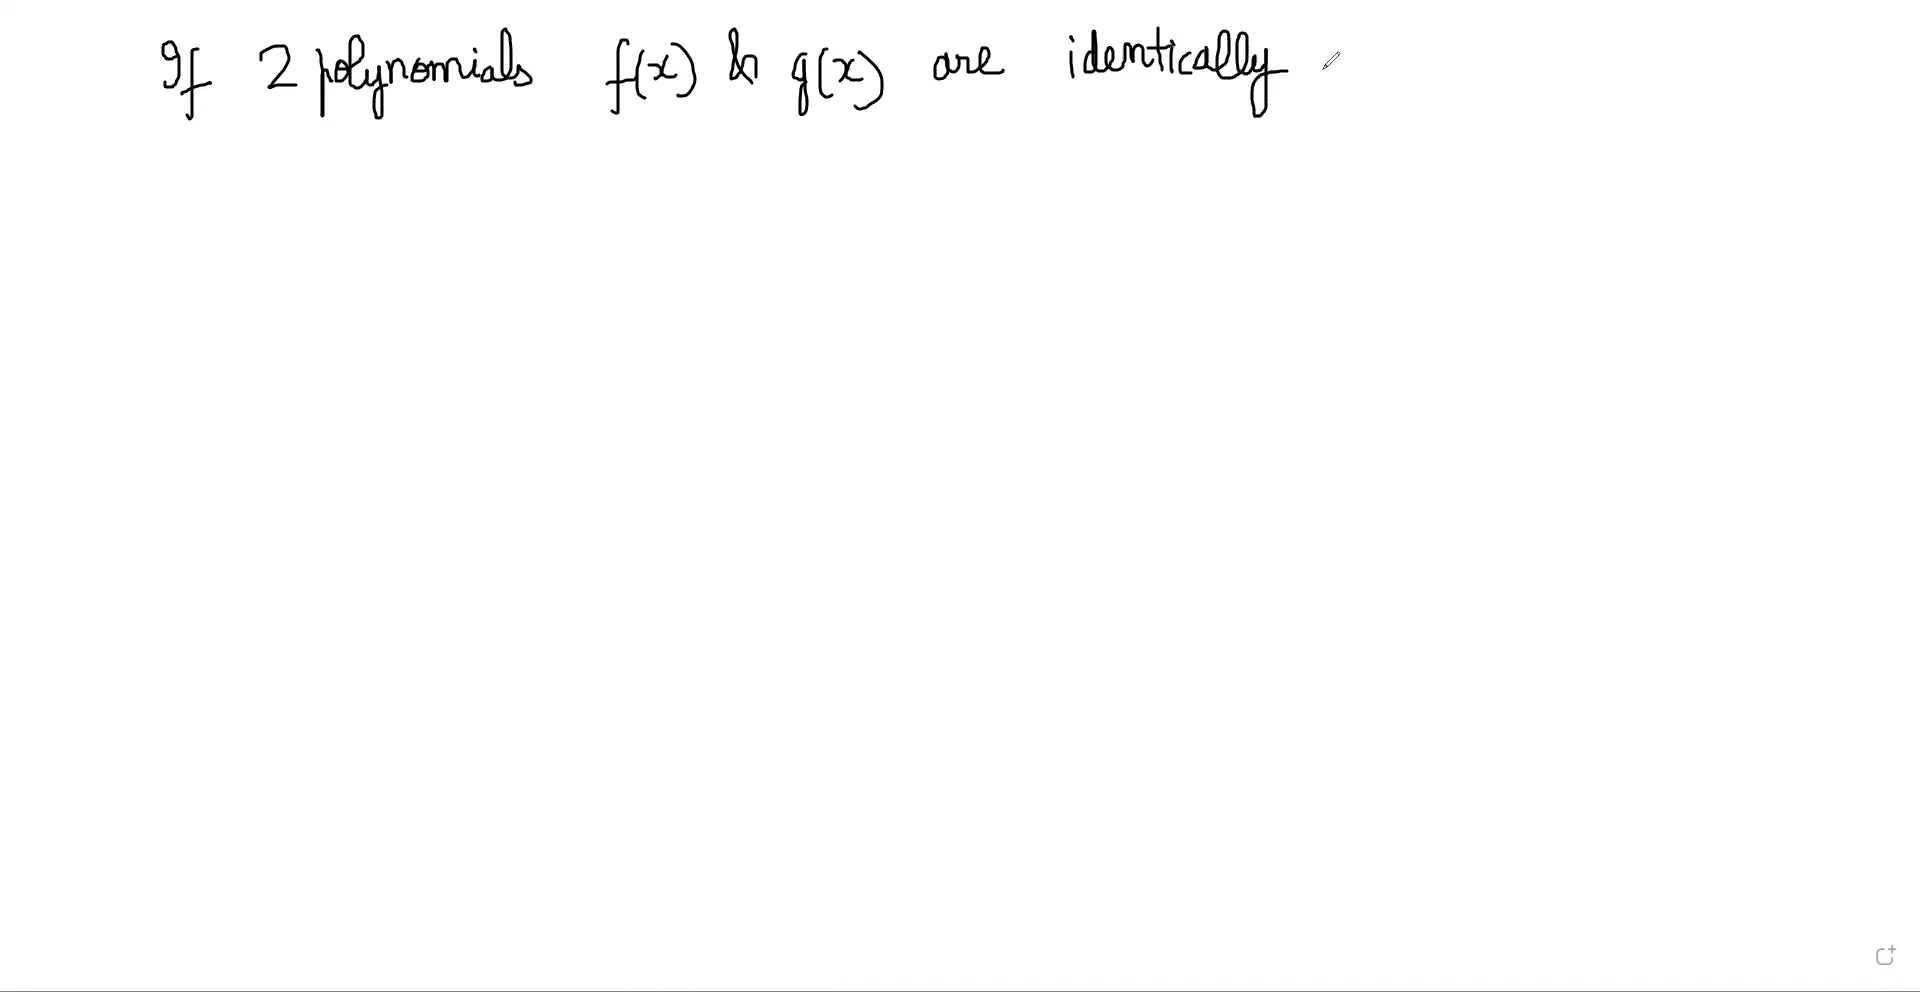 If 2 polynomials f(x) & g(x) are identically